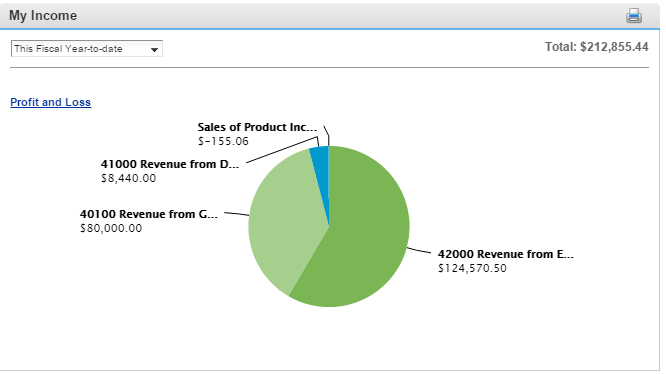 My Income
This Fiscal Year-to-date
Total: $212,855.44
Profit and Loss
Sales of Product Inc...
$-155.06
41000 Revenue from D...
$8,440.00
40100 Revenue from G...
$80,000.00
42000 Revenue from E...
$124,570.50